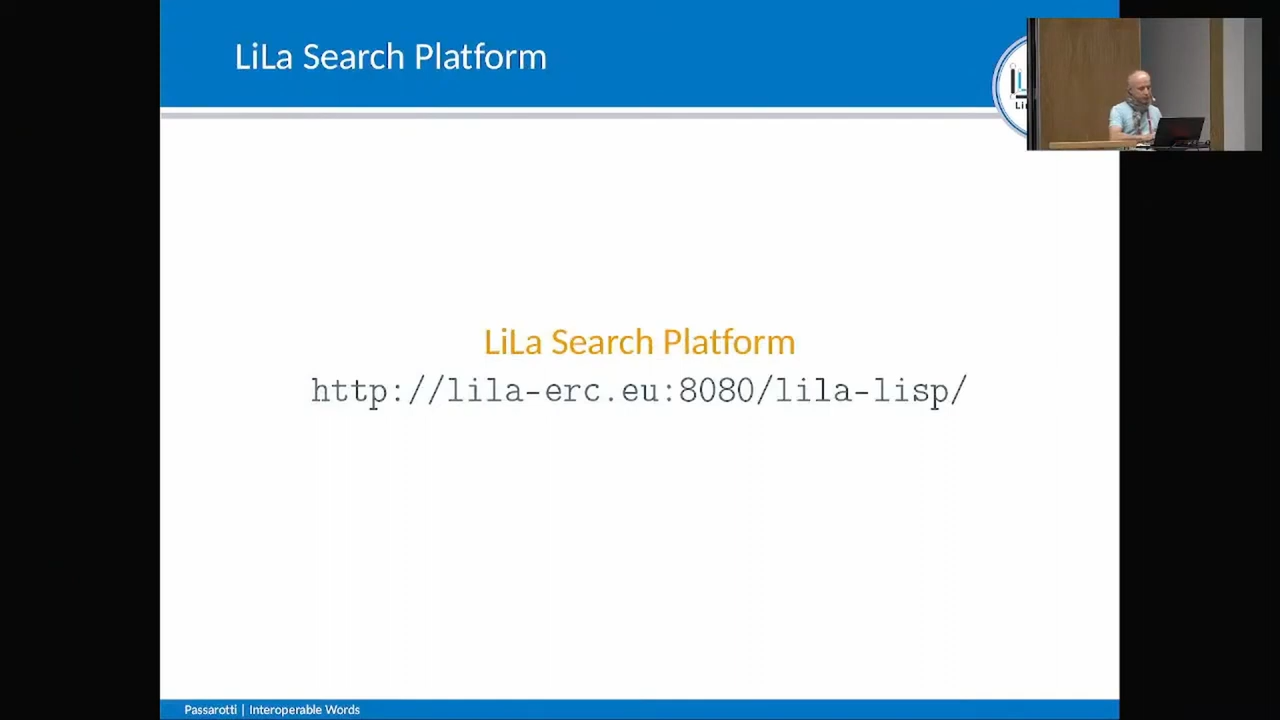 LiLa Search Platform
LiLa Search Platform
http://lila-erc.eu:8080/lila-lisp/
Passarotti | Interoperable Words